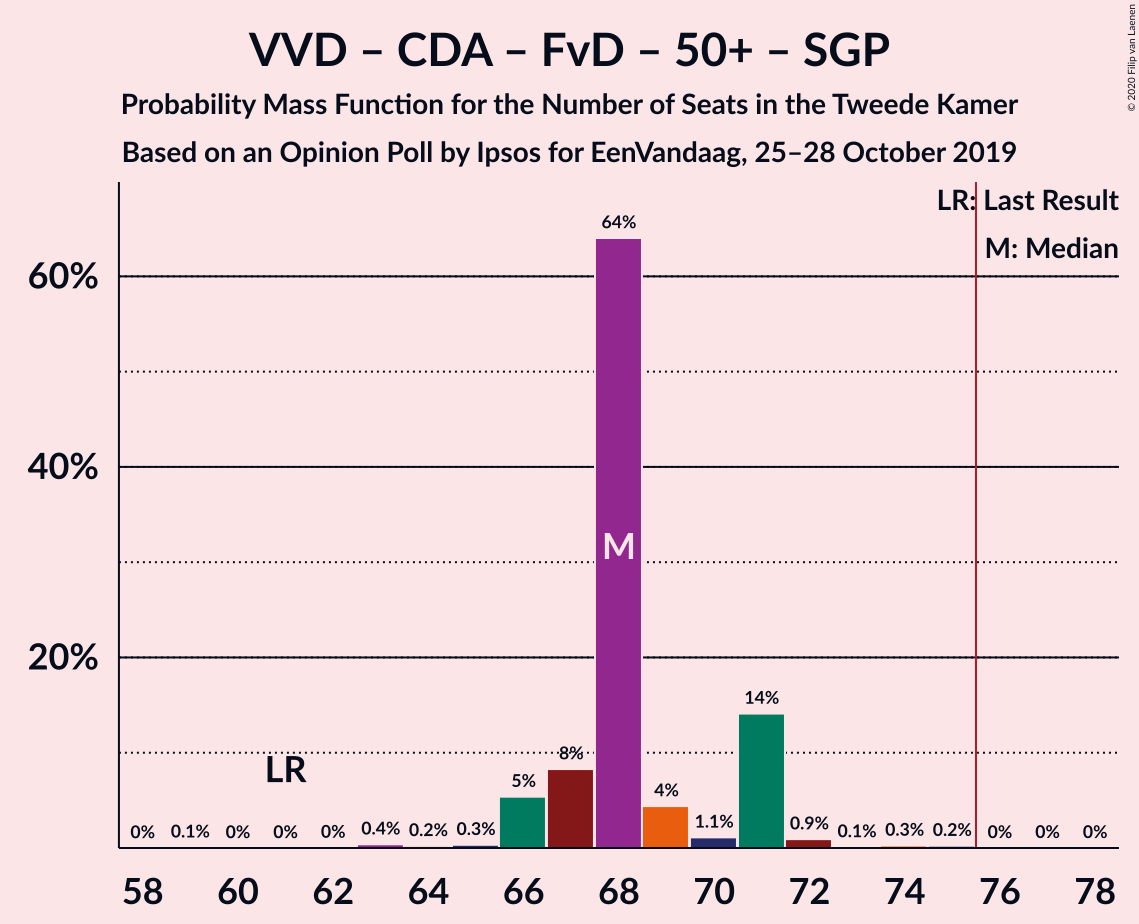 VVD – CDA – FvD – 50+ – SGP
Probability Mass Function for the Number of Seats in the Tweede Kamer
Based on an Opinion Poll by Ipsos for EenVandaag, 25–28 October 2019
© 2020 Filip van Laenen
LR: Last Result
M: Median
64%
60%
40%
M
20%
14%
8%
LR
5%
4%
0% 0.1% 0% 0% 0% 0.4% 0.2% 0.3% 1.1% 0.9% 0.1% 0.3% 0.2% 0% 0% 0%
58 60 62 64 66 68 70 72 74 76 78